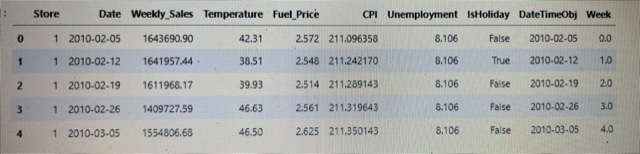 Store Date Weekly_Sales Temperature Fuel_Price CPI Unemployment IsHoliday DateTimeObj Week
0 1 2010-02-05 1643690.90 42.31 2.572 211.096358 8.106 False 2010-02-05 0.0
1 1 2010-02-12 1641957.44 38.51 2.548 211.242170 8.106 True 2010-02-12 1.0
2 1 2010-02-19 1611968.17 39.93 2.514 211.289143 8.106 False 2010-02-19 2.0
3 1 2010-02-26 1409727.59 46.63 2.561 211.319643 8.106 False 2010-02-26 3.0
4 1 2010-03-05 1554806.68 46.50 2.625 211.350143 8.106 False 2010-03-05 4.0